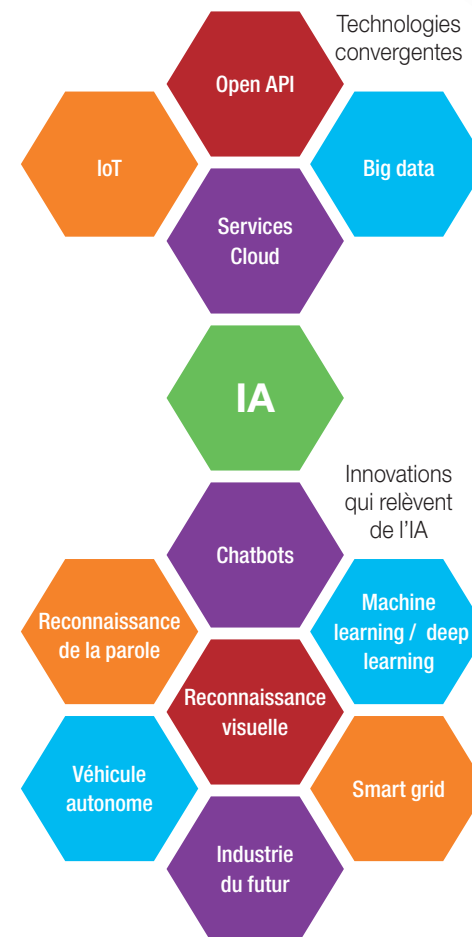 Technologies
convergentes
Open API
IoT
Big data
Services
Cloud
IA
Innovations
qui relèvent
de l’IA
Chatbots
Reconnaissance
de la parole
Machine
learning / deep
learning
Reconnaissance
visuelle
Véhicule
autonome
Smart grid
Industrie
du futur